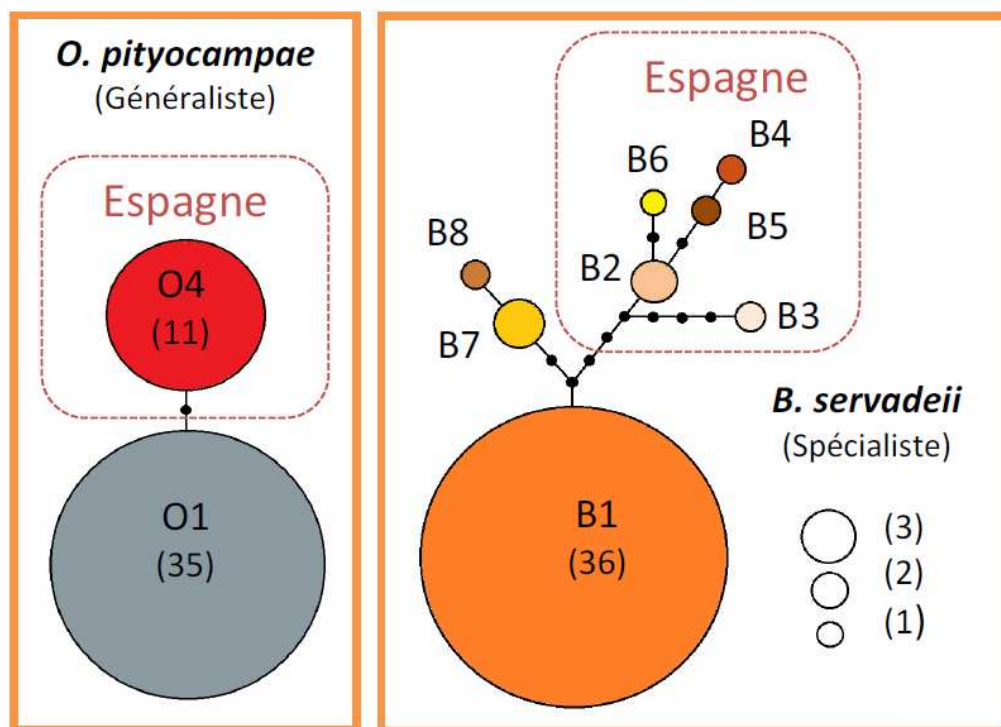 O. pityocampae
(Généraliste)
Espagne
O4
(11)
O1
(35)
Espagne
B4
B6
B5
B8
B2
B7
B3
B. servadeii
(Spécialiste)
B1
(36)
(3)
(2)
(1)